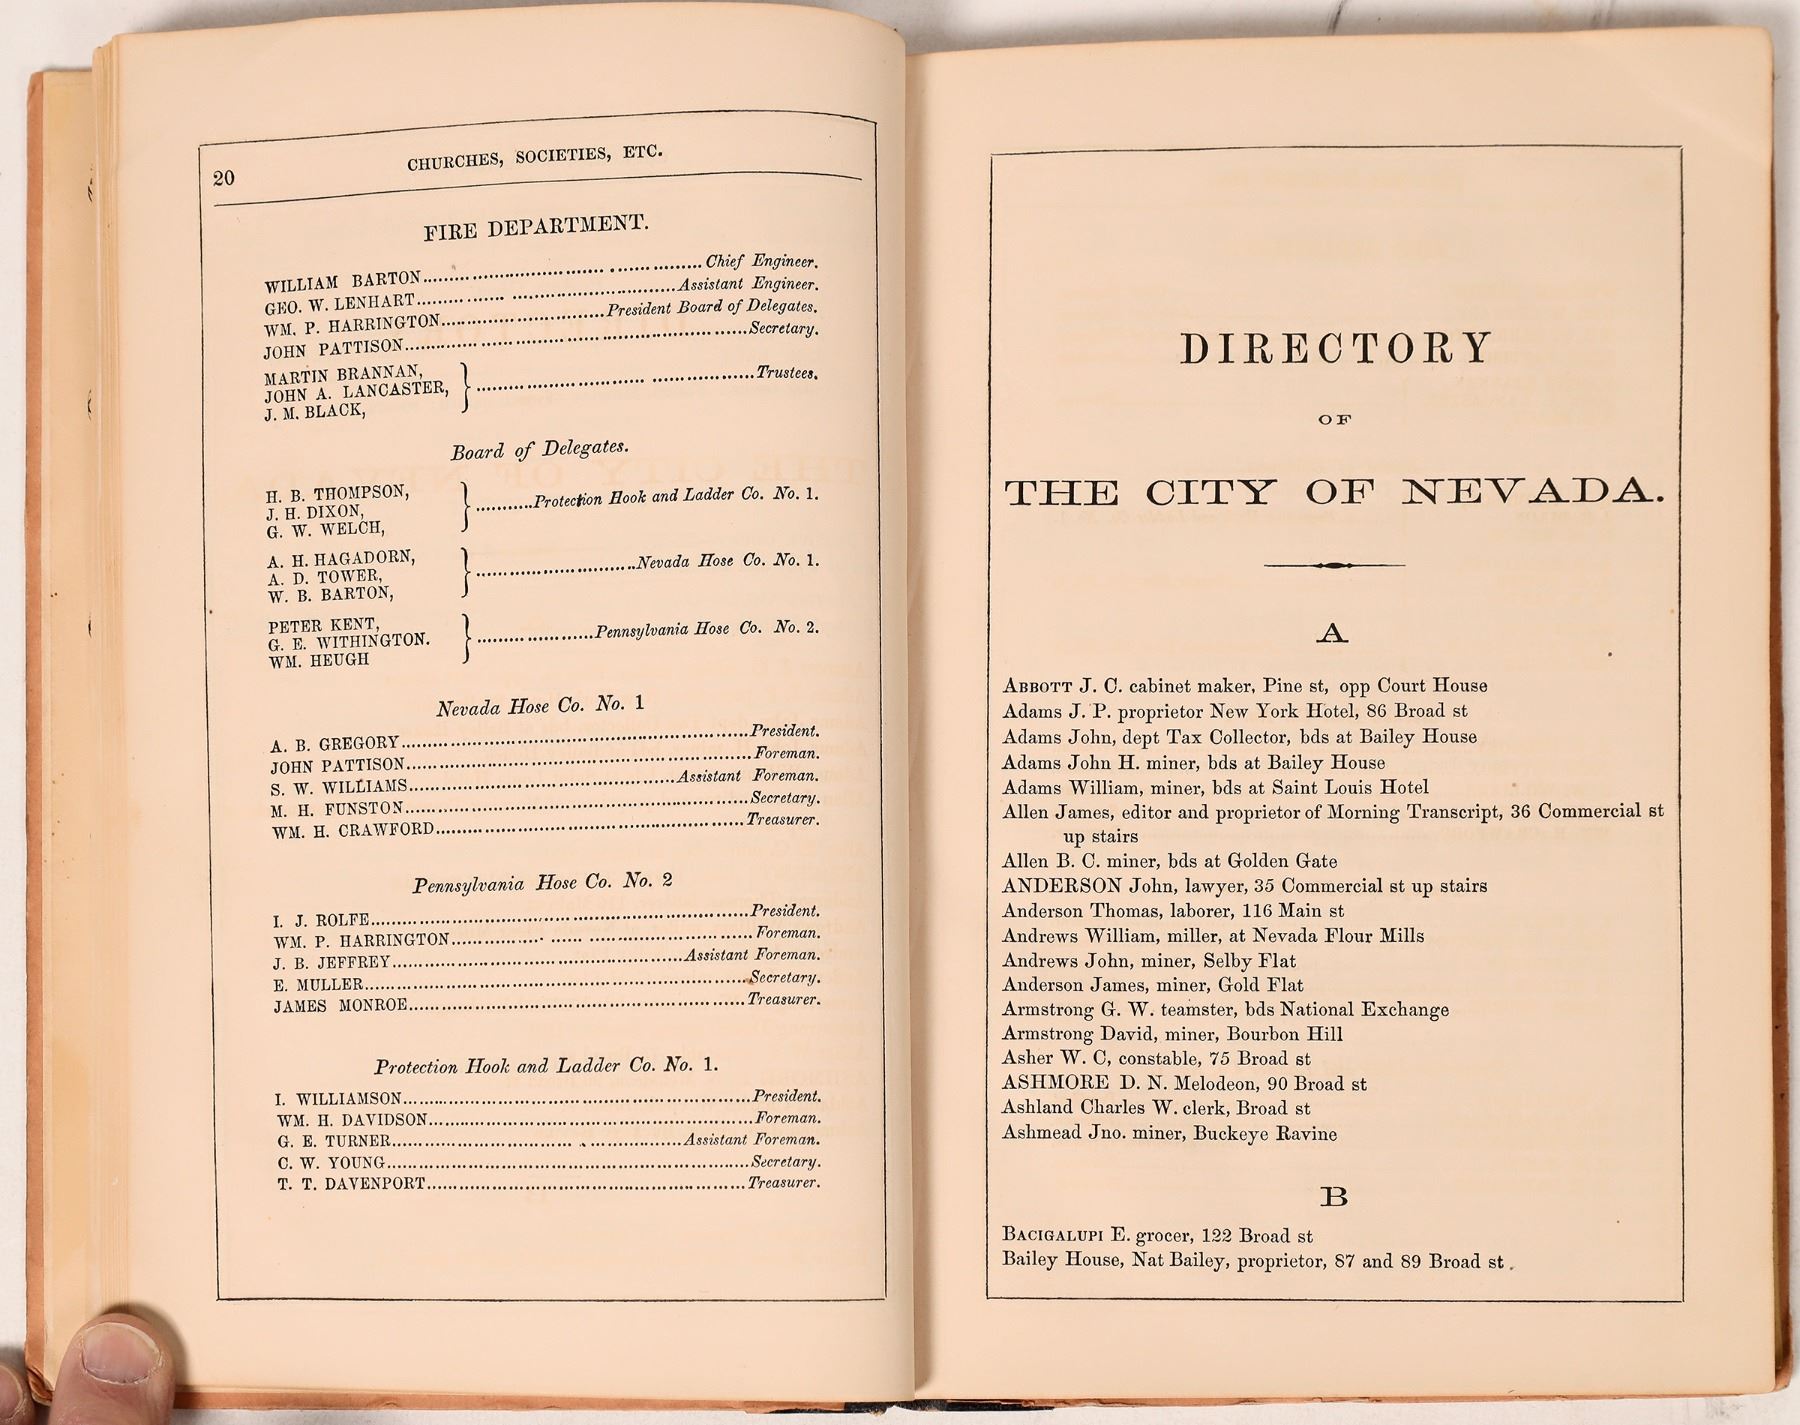 20
CHURCHES, SOCIETIES, ETC.
FIRE DEPARTMENT.
WILLIAM BARTON........Chief Engineer.
GEO. W. LENHART........Assistant Engineer.
WM. P. HARRINGTON........President Board of Delegates.
JOHN PATTISON........Secretary.
MARTIN BRANNAN,
JOHN A. LANCASTER, } ........Trustees.
J. M. BLACK,
Board of Delegates.
H. B. THOMPSON,
J. H. DIXON, } ........Protection Hook and Ladder Co. No. 1.
G. W. WELCH,
A. H. HAGADORN,
A. D. TOWER, } ........Nevada Hose Co. No. 1.
W. B. BARTON,
PETER KENT,
G. E. WITHINGTON. } ........Pennsylvania Hose Co. No. 2.
WM. HEUGH
Nevada Hose Co. No. 1
A. B. GREGORY........President.
JOHN PATTISON........Foreman.
S. W. WILLIAMS........Assistant Foreman.
M. H. FUNSTON........Secretary.
WM. H. CRAWFORD........Treasurer.
Pennsylvania Hose Co. No. 2
I. J. ROLFE........President.
WM. P. HARRINGTON........Foreman.
J. B. JEFFREY........Assistant Foreman.
E. MULLER........Secretary.
JAMES MONROE........Treasurer.
Protection Hook and Ladder Co. No. 1.
I. WILLIAMSON........President.
WM. H. DAVIDSON........Foreman.
G. E. TURNER........Assistant Foreman.
C. W. YOUNG........Secretary.
T. T. DAVENPORT........Treasurer.
DIRECTORY
OF
THE CITY OF NEVADA.
A
ABBOTT J. C. cabinet maker, Pine st, opp Court House
Adams J. P. proprietor New York Hotel, 86 Broad st
Adams John, dept Tax Collector, bds at Bailey House
Adams John H. miner, bds at Bailey House
Adams William, miner, bds at Saint Louis Hotel
Allen James, editor and proprietor of Morning Transcript, 36 Commercial st
up stairs
Allen B. C. miner, bds at Golden Gate
ANDERSON John, lawyer, 35 Commercial st up stairs
Anderson Thomas, laborer, 116 Main st
Andrews William, miller, at Nevada Flour Mills
Andrews John, miner, Selby Flat
Anderson James, miner, Gold Flat
Armstrong G. W. teamster, bds National Exchange
Armstrong David, miner, Bourbon Hill
Asher W. C, constable, 75 Broad st
ASHMORE D. N. Melodeon, 90 Broad st
Ashland Charles W. clerk, Broad st
Ashmead Jno. miner, Buckeye Ravine
B
BACIGALUPI E. grocer, 122 Broad st
Bailey House, Nat Bailey, proprietor, 87 and 89 Broad st.